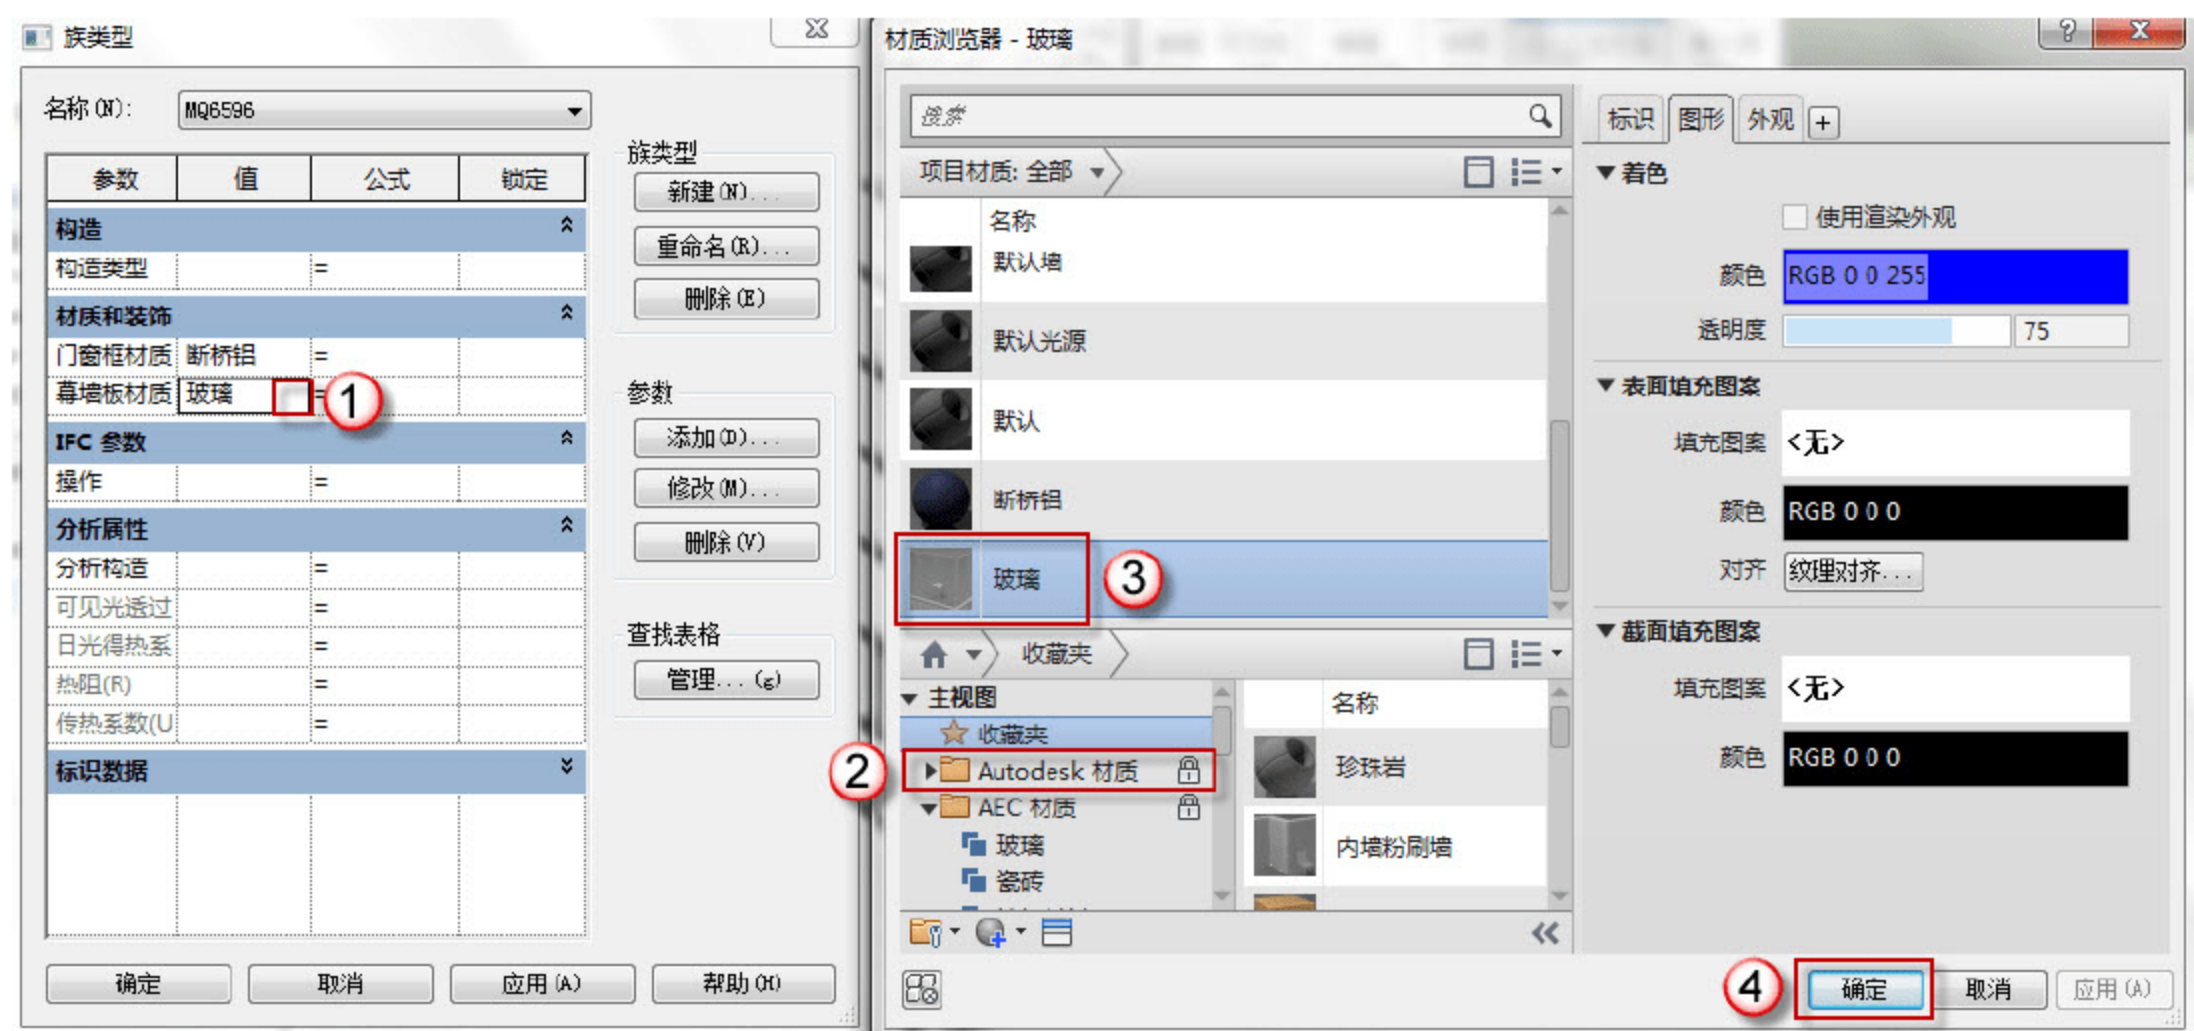 族类型
名称(N):
MQ6596
参数 值 公式 锁定
构造
构造类型 =
材质和装饰
门窗框材质 断桥铝 =
幕墙板材质 玻璃 =
①
IFC 参数
操作 =
分析属性
分析构造 =
可见光透过 =
日光得热系 =
热阻(R) =
传热系数(U =
标识数据
族类型
新建(N)...
重命名(R)...
删除(E)
参数
添加(D)...
修改(M)...
删除(V)
查找表格
管理...(g)
确定 取消 应用(A) 帮助(H)
材质浏览器 - 玻璃
搜索
项目材质: 全部
名称
默认墙
默认光源
默认
断桥铝
玻璃
③
收藏夹
主视图
收藏夹
②
Autodesk 材质
AEC 材质
玻璃
瓷砖
名称
珍珠岩
内墙粉刷墙
标识 图形 外观 +
着色
使用渲染外观
颜色 RGB 0 0 255
透明度 75
表面填充图案
填充图案 <无>
颜色 RGB 0 0 0
对齐 纹理对齐...
截面填充图案
填充图案 <无>
颜色 RGB 0 0 0
④
确定 取消 应用(A)